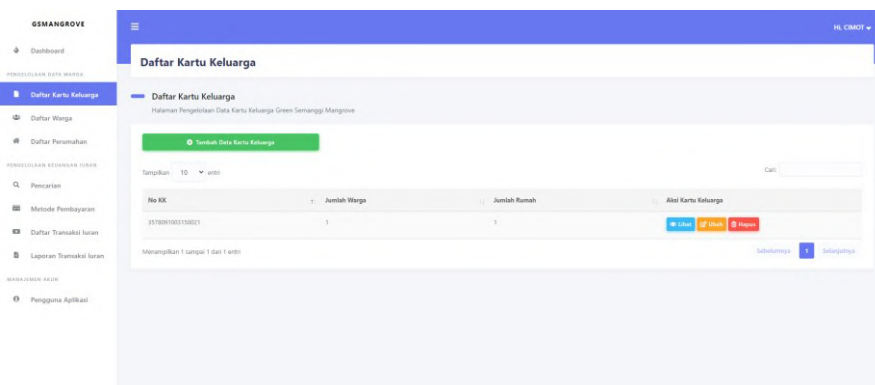 GSMANGROVE
HI, CIMOT
Dashboard
PENGELOLAAN DATA WARGA
Daftar Kartu Keluarga
Daftar Warga
Daftar Perumahan
PENGELOLAAN KEUANGAN IURAN
Pencarian
Metode Pembayaran
Daftar Transaksi Iuran
Laporan Transaksi Iuran
MANAJEMEN AKUN
Pengguna Aplikasi
Daftar Kartu Keluarga
Daftar Kartu Keluarga
Halaman Pengelolaan Data Kartu Keluarga Green Semanggi Mangrove
Tambah Data Kartu Keluarga
Tampilkan 10 entri
Cari:
No KK Jumlah Warga Jumlah Rumah Aksi Kartu Keluarga
3578091003150021 1 1 Lihat Ubah Hapus
Menampilkan 1 sampai 1 dari 1 entri
Sebelumnya 1 Selanjutnya